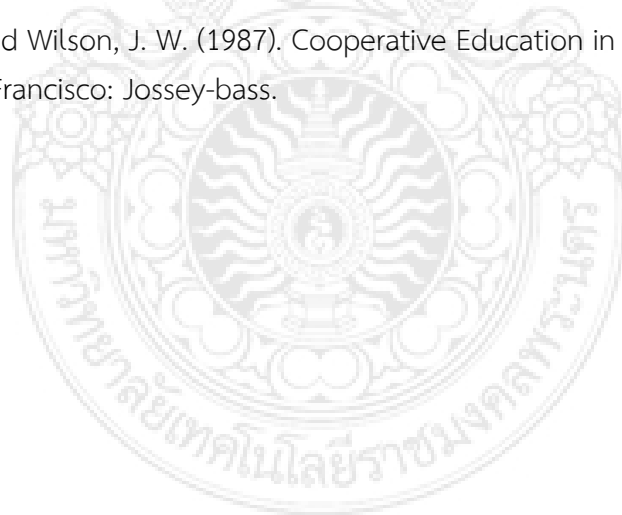 d Wilson, J. W. (1987). Cooperative Education in
Francisco: Jossey-bass.
มหาวิทยาลัยเทคโนโลยีราชมงคลพระนคร